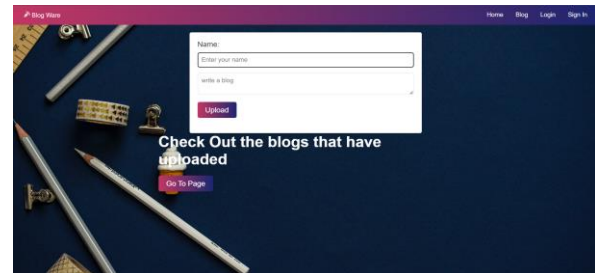 Blog Ware
Home Blog Login Sign In
Name:
Enter your name
write a blog
Upload
Check Out the blogs that have
uploaded
Go To Page